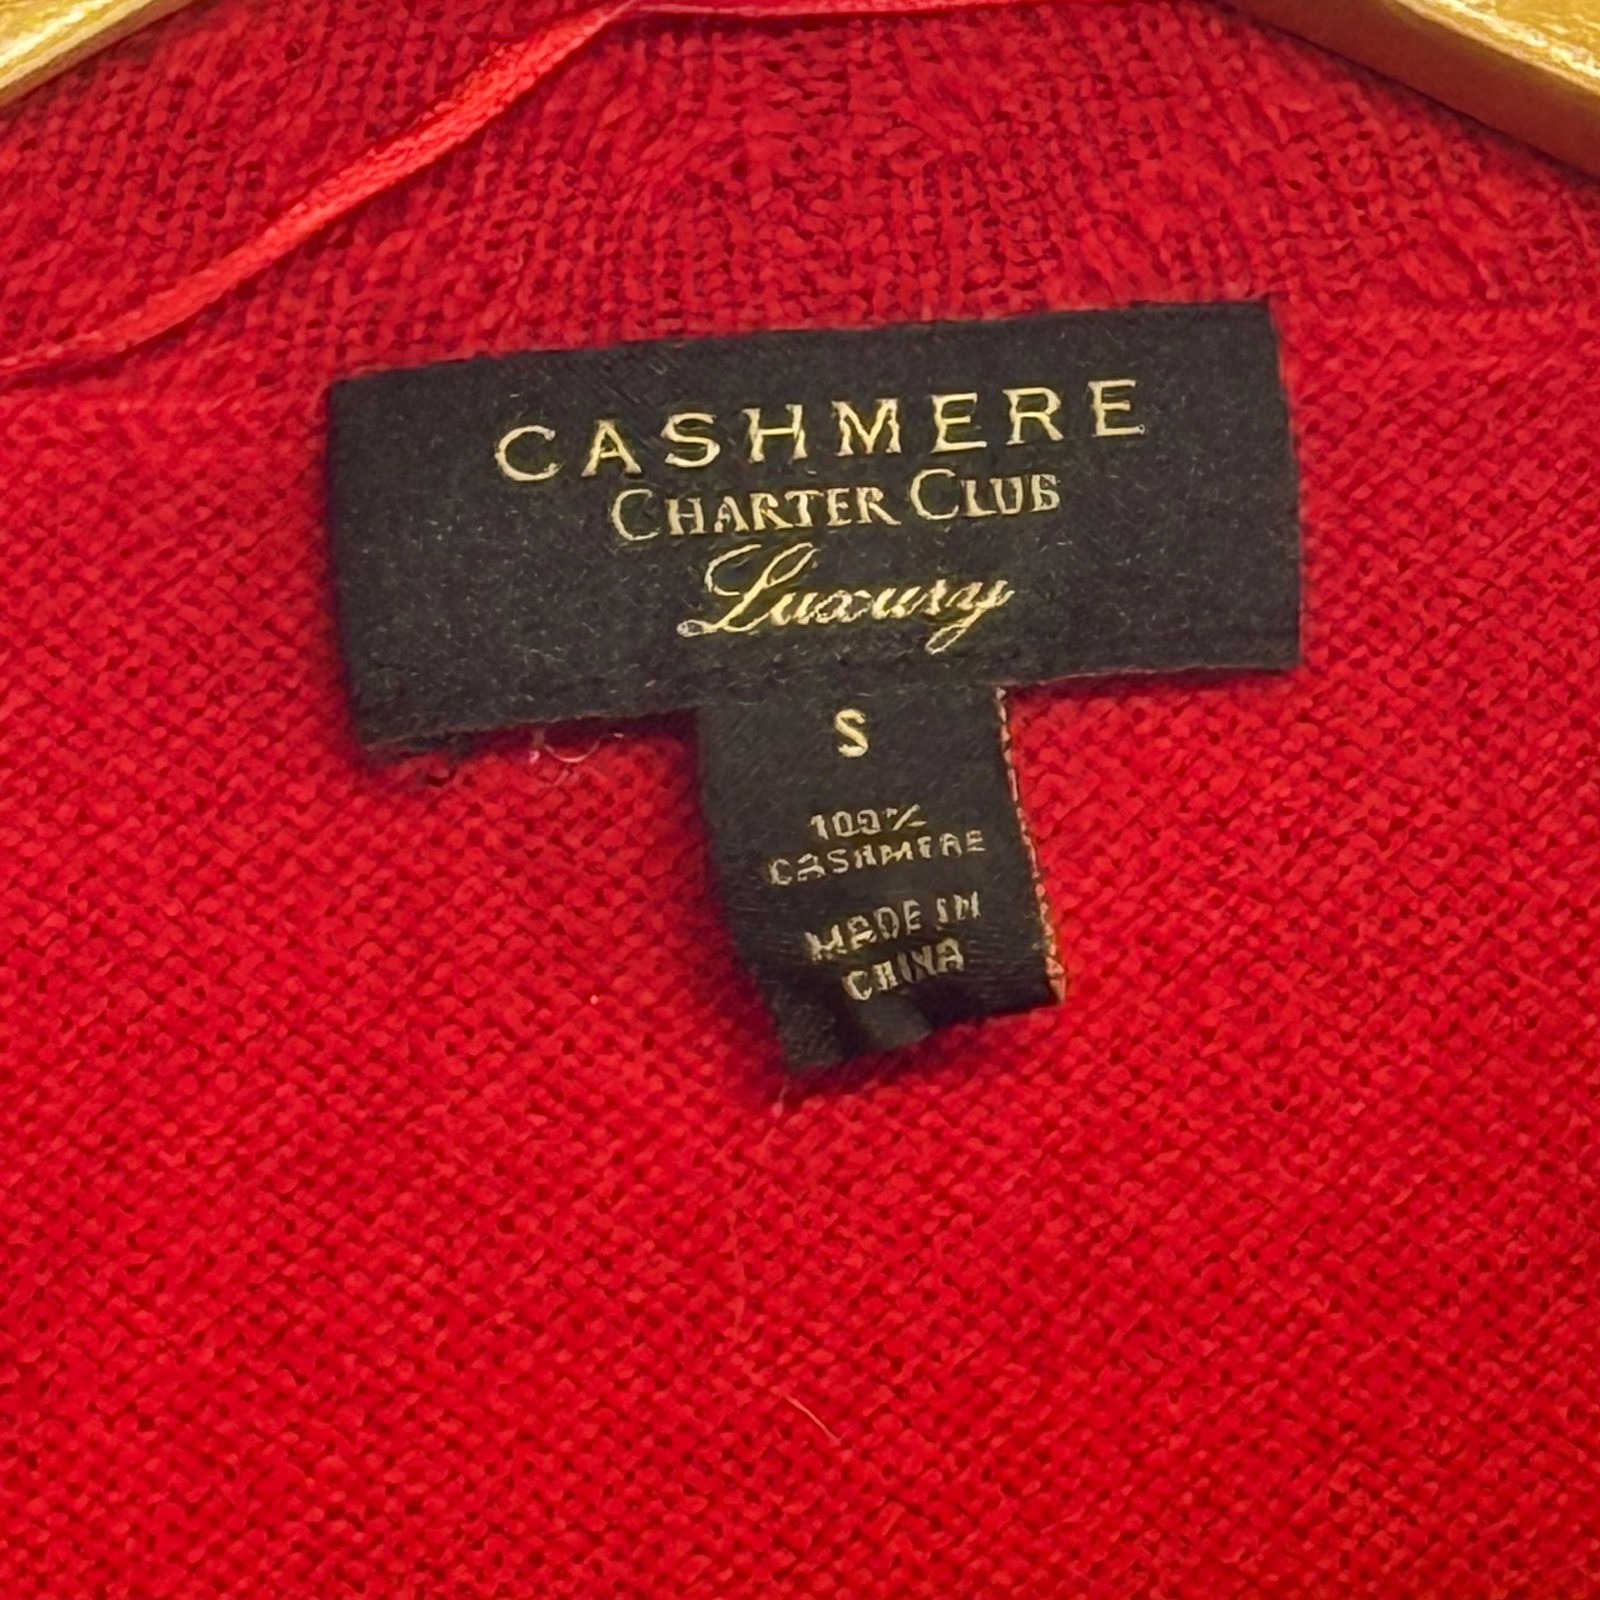 CASHMERE
CHARTER CLUB
Luxury
S
100%
CASHMERE
MADE IN
CHINA